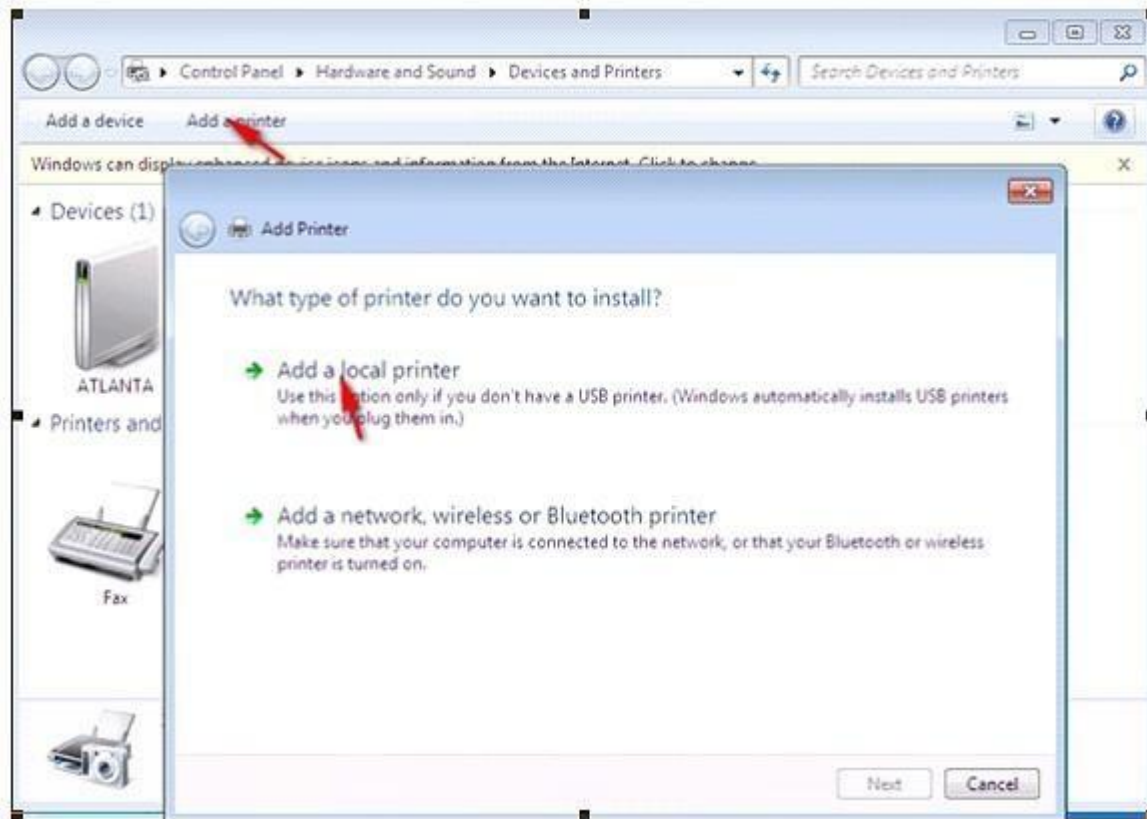 Control Panel ▸ Hardware and Sound ▸ Devices and Printers
Search Devices and Printers
Add a device Add a printer
Windows can display enhanced device icons and information from the Internet. Click to change...
Devices (1)
Add Printer
What type of printer do you want to install?
Add a local printer
Use this option only if you don't have a USB printer. (Windows automatically installs USB printers
when you plug them in.)
ATLANTA
Printers and
Add a network, wireless or Bluetooth printer
Make sure that your computer is connected to the network, or that your Bluetooth or wireless
printer is turned on.
Fax
Next Cancel